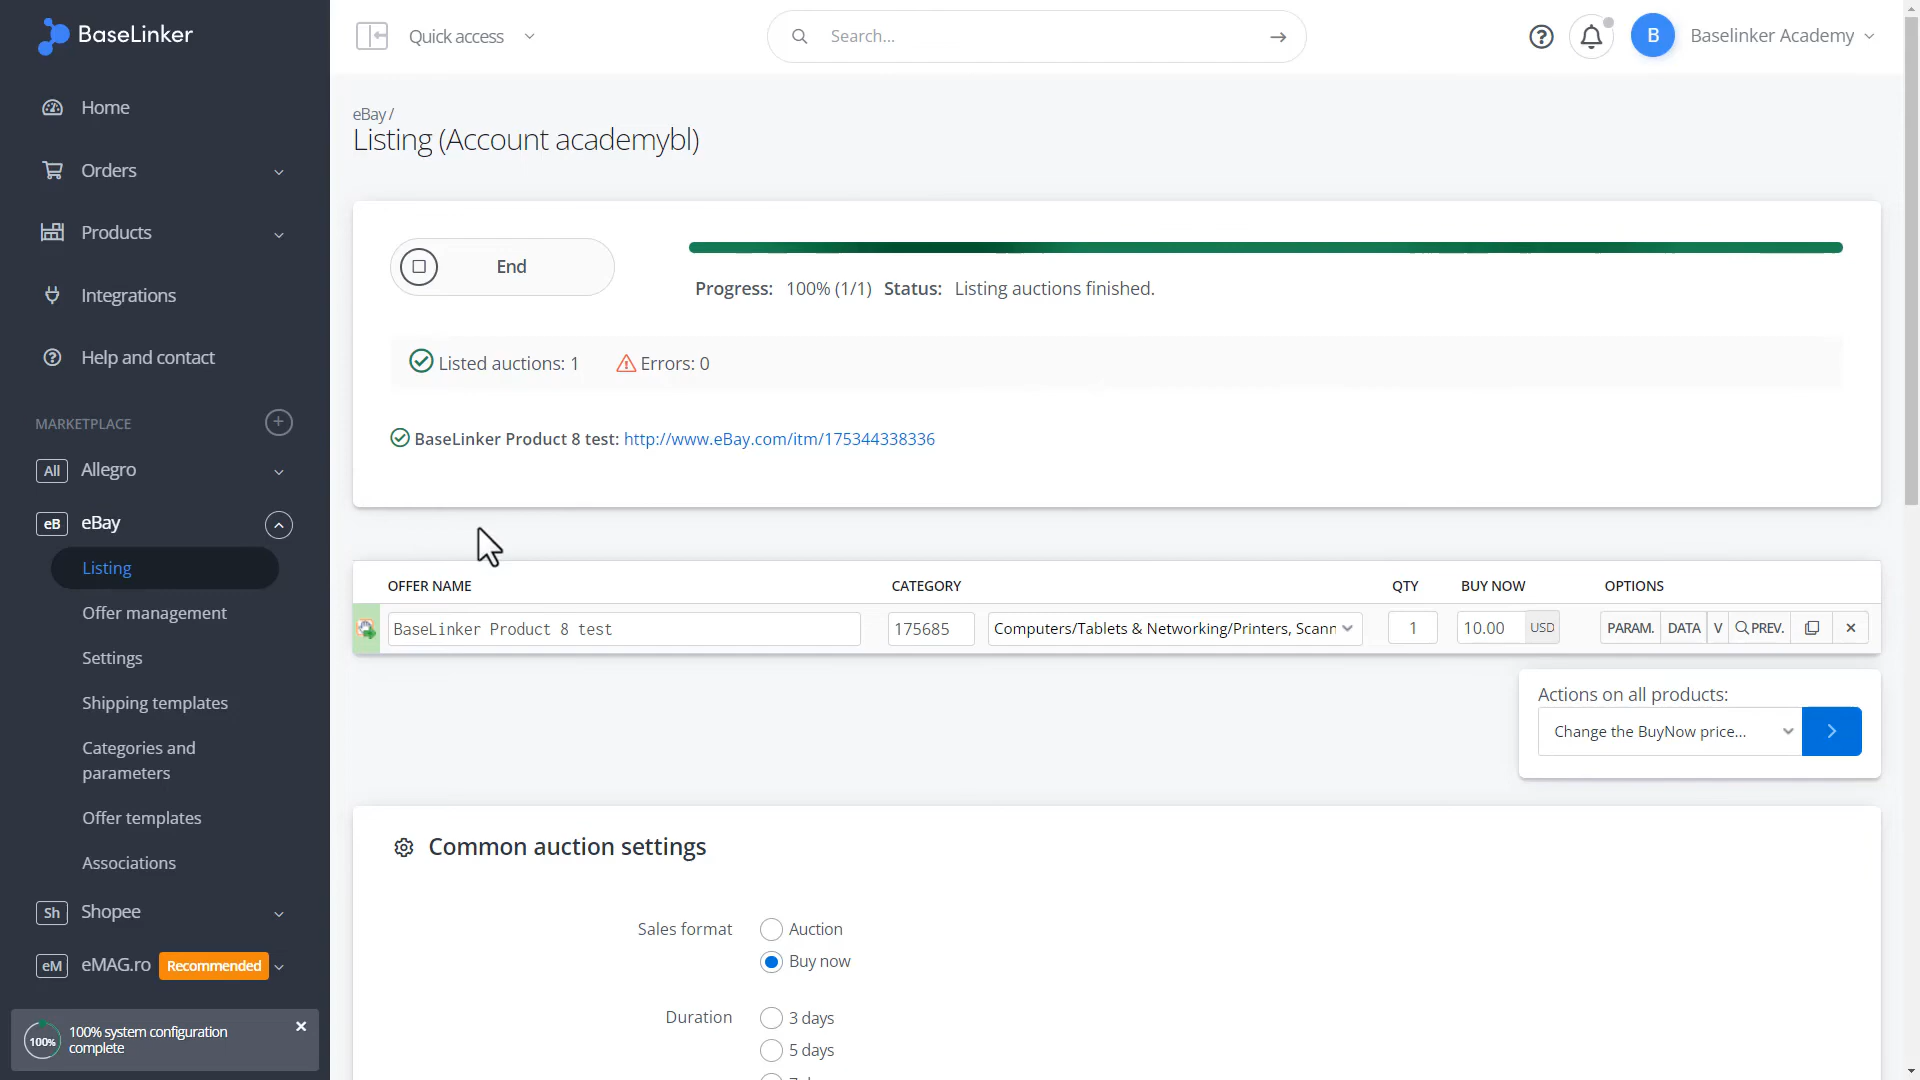 BaseLinker
Quick access
Search...
B
Baselinker Academy
Home
Orders
Products
Integrations
Help and contact
MARKETPLACE
All Allegro
eB eBay
Listing
Offer management
Settings
Shipping templates
Categories and
parameters
Offer templates
Associations
Sh Shopee
eM eMAG.ro Recommended
100% 100% system configuration
complete
eBay /
Listing (Account academybl)
End
Progress: 100% (1/1) Status: Listing auctions finished.
Listed auctions: 1 Errors: 0
BaseLinker Product 8 test: http://www.eBay.com/itm/175344338336
OFFER NAME CATEGORY QTY BUY NOW OPTIONS
BaseLinker Product 8 test 175685 Computers/Tablets & Networking/Printers, Scann 1 10.00 USD PARAM. DATA V PREV.
Actions on all products:
Change the BuyNow price...
Common auction settings
Sales format Auction
Buy now
Duration 3 days
5 days